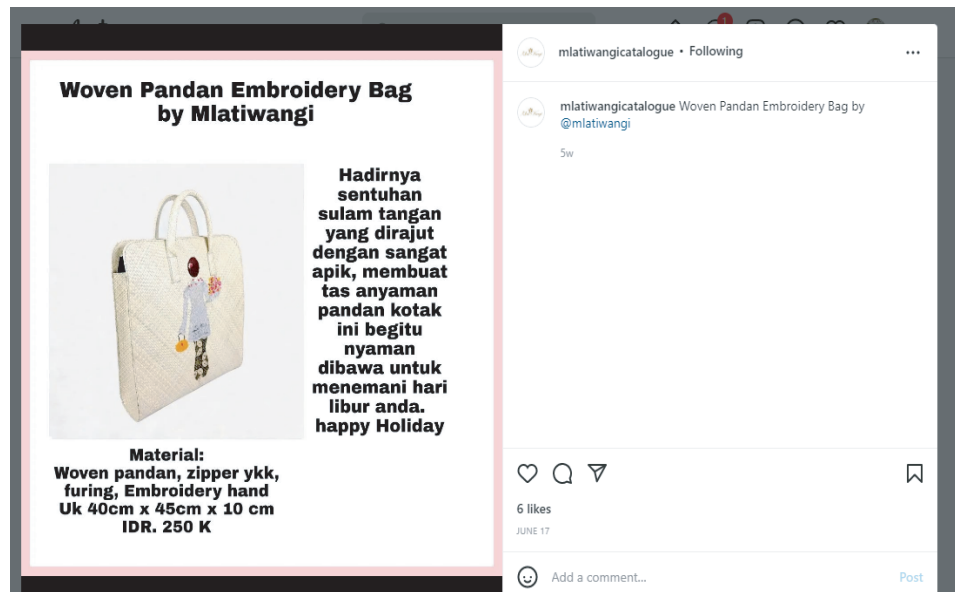 Woven Pandan Embroidery Bag
by Mlatiwangi
Hadirnya
sentuhan
sulam tangan
yang dirajut
dengan sangat
apik, membuat
tas anyaman
pandan kotak
ini begitu
nyaman
dibawa untuk
menemani hari
libur anda.
happy Holiday
Material:
Woven pandan, zipper ykk,
furing, Embroidery hand
Uk 40cm x 45cm x 10 cm
IDR. 250 K
mlatiwangicatalogue • Following
mlatiwangicatalogue Woven Pandan Embroidery Bag by
@mlatiwangi
5w
6 likes
JUNE 17
Add a comment...
Post